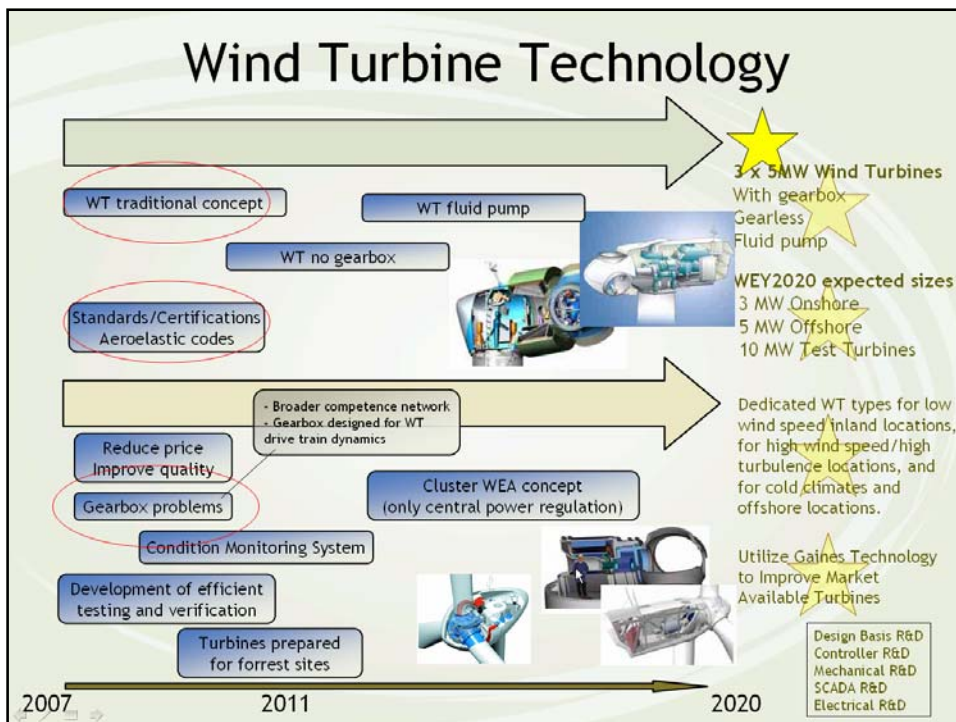 Wind Turbine Technology
WT traditional concept
WT fluid pump
WT no gearbox
Standards/Certifications
Aeroelastic codes
3 x 5MW Wind Turbines
With gearbox
Gearless
Fluid pump
WEY2020 expected sizes
3 MW Onshore
5 MW Offshore
10 MW Test Turbines
- Broader competence network
- Gearbox designed for WT
drive train dynamics
Reduce price
Improve quality
Gearbox problems
Cluster WEA concept
(only central power regulation)
Condition Monitoring System
Development of efficient
testing and verification
Turbines prepared
for forrest sites
Dedicated WT types for low
wind speed inland locations,
for high wind speed/high
turbulence locations, and
for cold climates and
offshore locations.
Utilize Gaines Technology
to Improve Market
Available Turbines
Design Basis R&D
Controller R&D
Mechanical R&D
SCADA R&D
Electrical R&D
2007
2011
2020